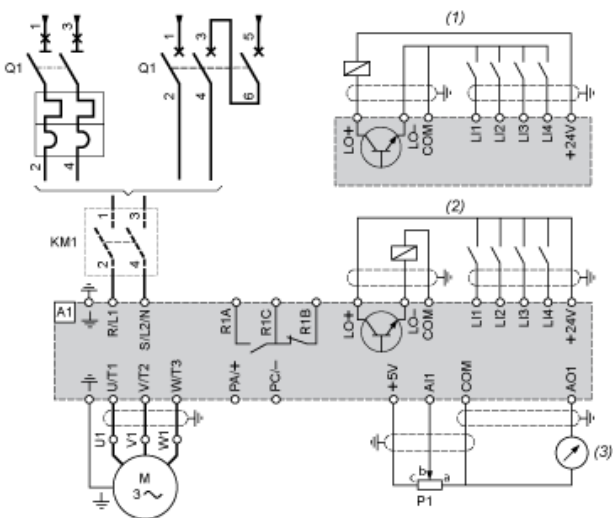 1 3
Q1
2 4
1 3 5
Q1
2 4 6
(1)
LO+ LO- COM LI1 LI2 LI3 LI4 +24V
1 3
KM1
2 4
(2)
A1
R/L1 S/L2/N R1A R1C R1B LO+ LO- COM LI1 LI2 LI3 LI4 +24V
U/T1 V/T2 W/T3 PA/+ PC/- +5V AI1 COM AO1
U1 V1 W1
M
3~
c b a
P1
(3)